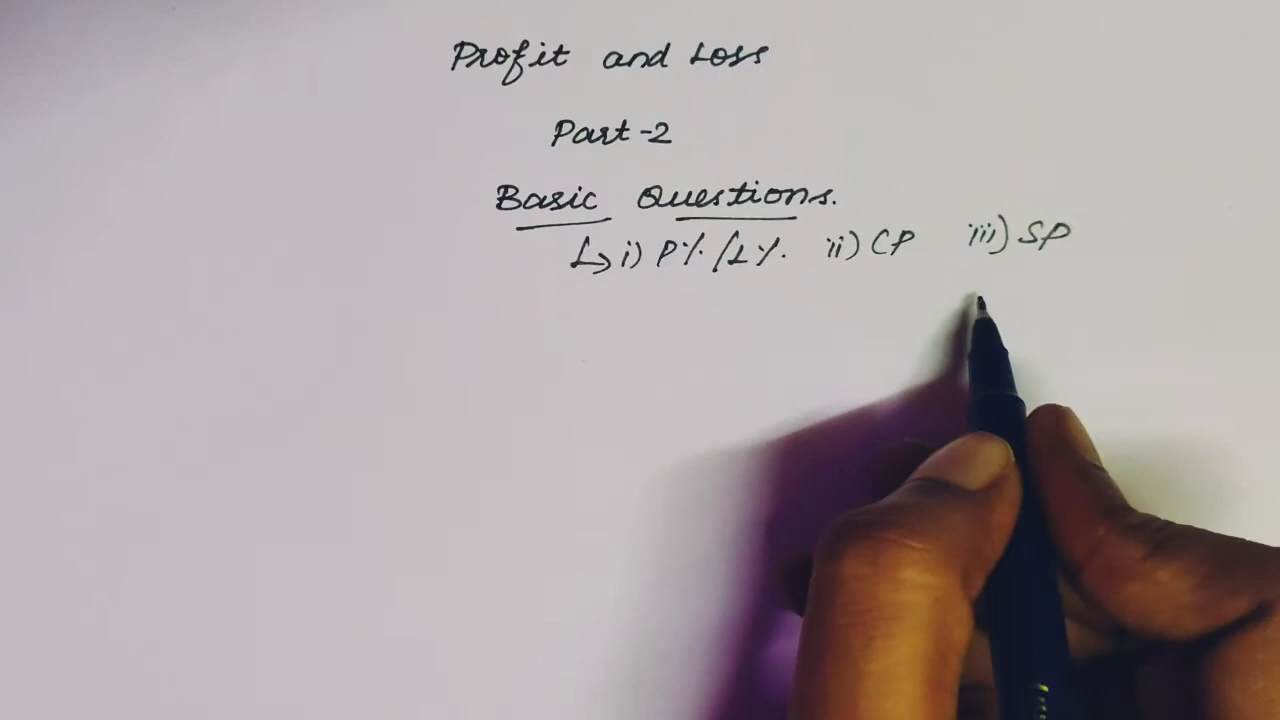 Profit and Loss
Part-2
Basic Questions.
↳ i) P%/L% ii) CP iii) SP